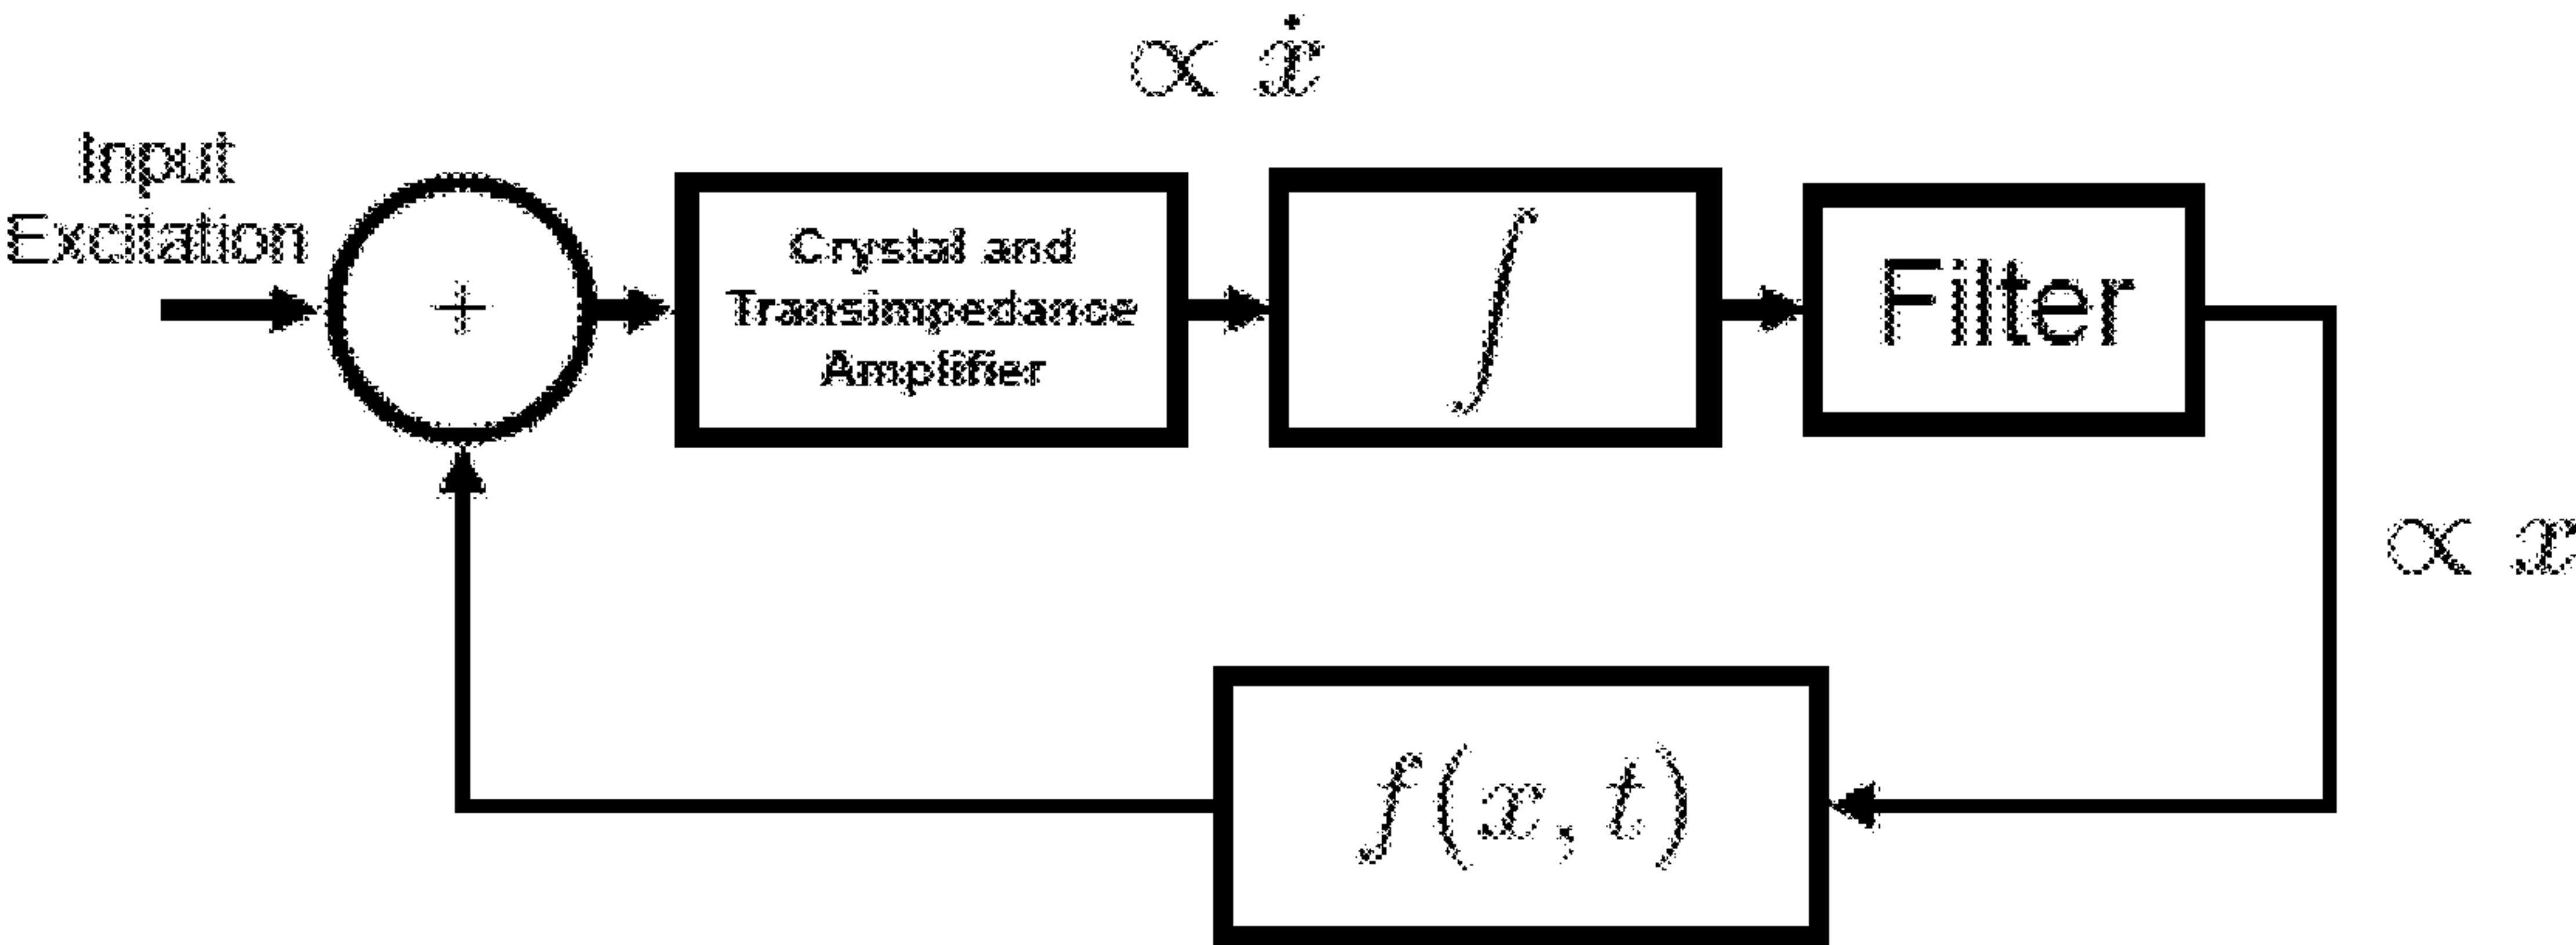 ∝ ẋ
Input
Excitation
+
Crystal and
Transimpedance
Amplifier
∫
Filter
∝ x
f(x, t)